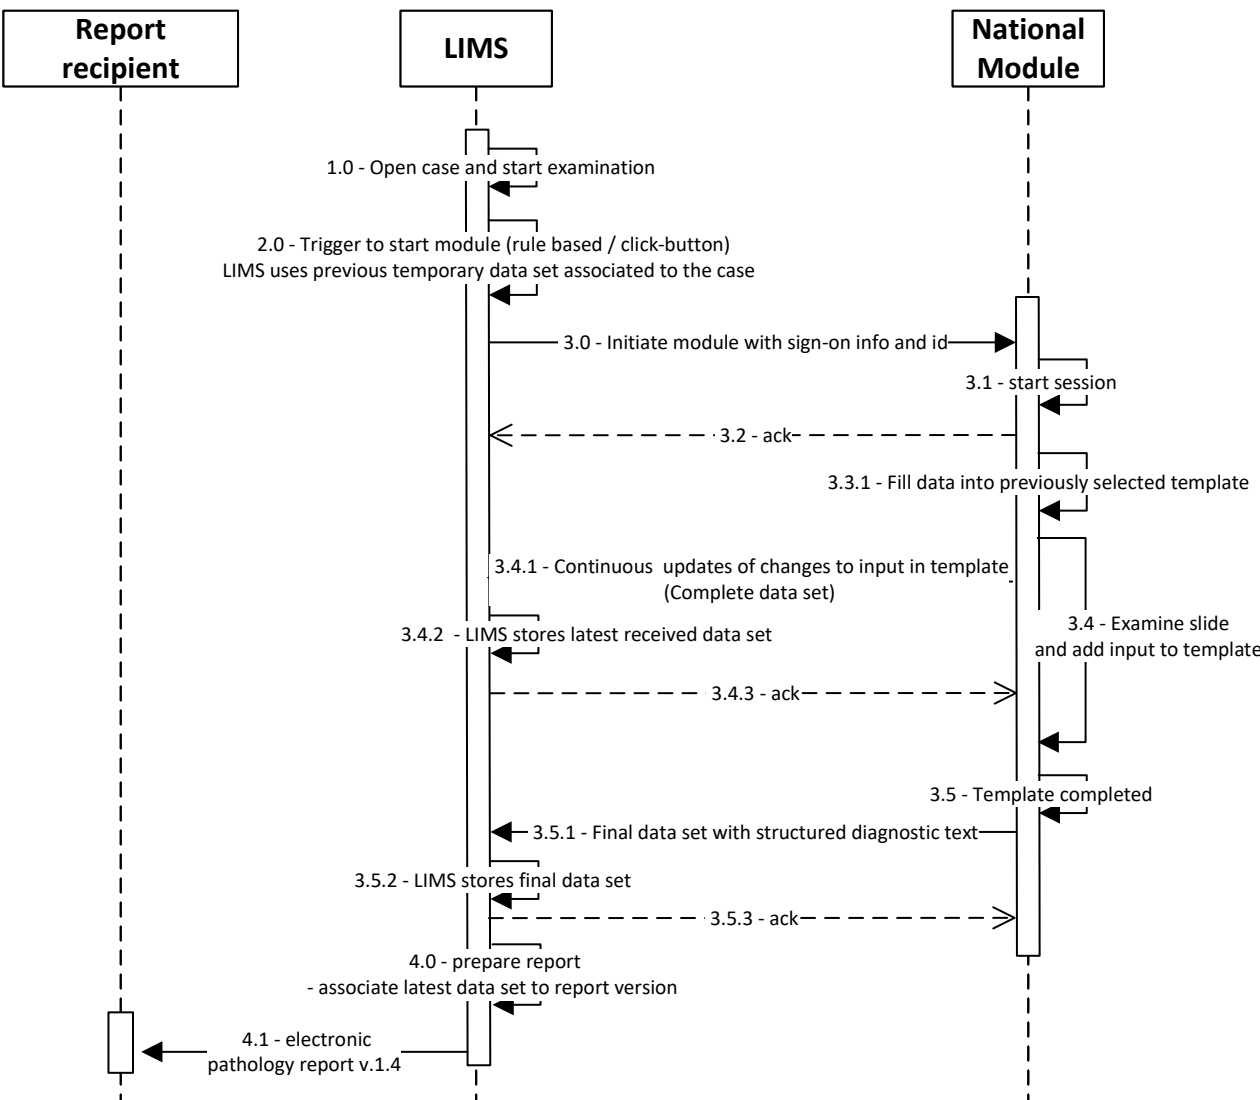 Report
recipient
LIMS
National
Module
1.0 - Open case and start examination
2.0 - Trigger to start module (rule based / click-button)
LIMS uses previous temporary data set associated to the case
3.0 - Initiate module with sign-on info and id
3.1 - start session
3.2 - ack
3.3.1 - Fill data into previously selected template
3.4.1 - Continuous  updates of changes to input in template
(Complete data set)
3.4 - Examine slide
and add input to template
3.4.2  - LIMS stores latest received data set
3.4.3 - ack
3.5 - Template completed
3.5.1 - Final data set with structured diagnostic text
3.5.2 - LIMS stores final data set
3.5.3 - ack
4.0 - prepare report
- associate latest data set to report version
4.1 - electronic
pathology report v.1.4